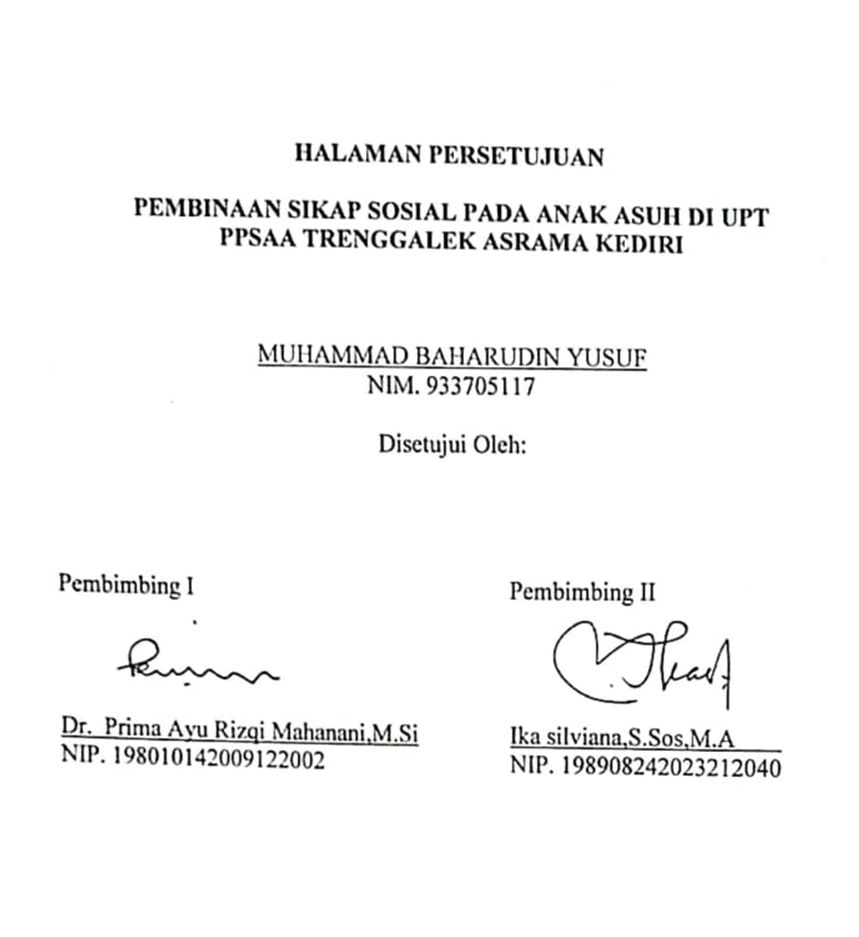 HALAMAN PERSETUJUAN
PEMBINAAN SIKAP SOSIAL PADA ANAK ASUH DI UPT
PPSAA TRENGGALEK ASRAMA KEDIRI
MUHAMMAD BAHARUDIN YUSUF
NIM. 933705117
Disetujui Oleh:
Pembimbing I
Pembimbing II
Dr. Prima Ayu Rizqi Mahanani,M.Si
NIP. 198010142009122002
Ika silviana,S.Sos,M.A
NIP. 198908242023212040